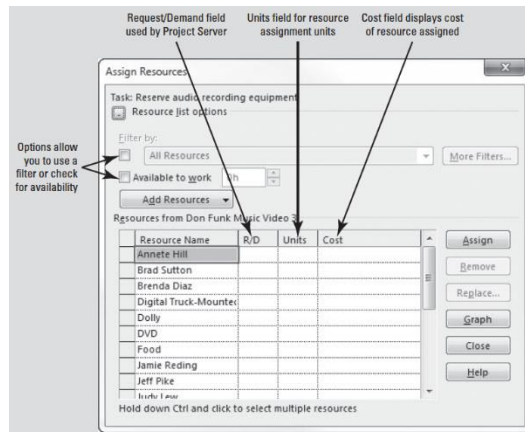 Request/Demand field
used by Project Server
Units field for resource
assignment units
Cost field displays cost
of resource assigned
Assign Resources
Task: Reserve audio recording equipment
Resource list options
Filter by:
Options allow
you to use a
filter or check
for availability
All Resources
More Filters...
Available to work
Add Resources
Resources from Don Funk Music Video 3
Resource Name R/D Units Cost
Annete Hill
Brad Sutton
Brenda Diaz
Digital Truck-Mounted
Dolly
DVD
Food
Jamie Reding
Jeff Pike
Judy Lew
Assign
Remove
Replace...
Graph
Close
Help
Hold down Ctrl and click to select multiple resources